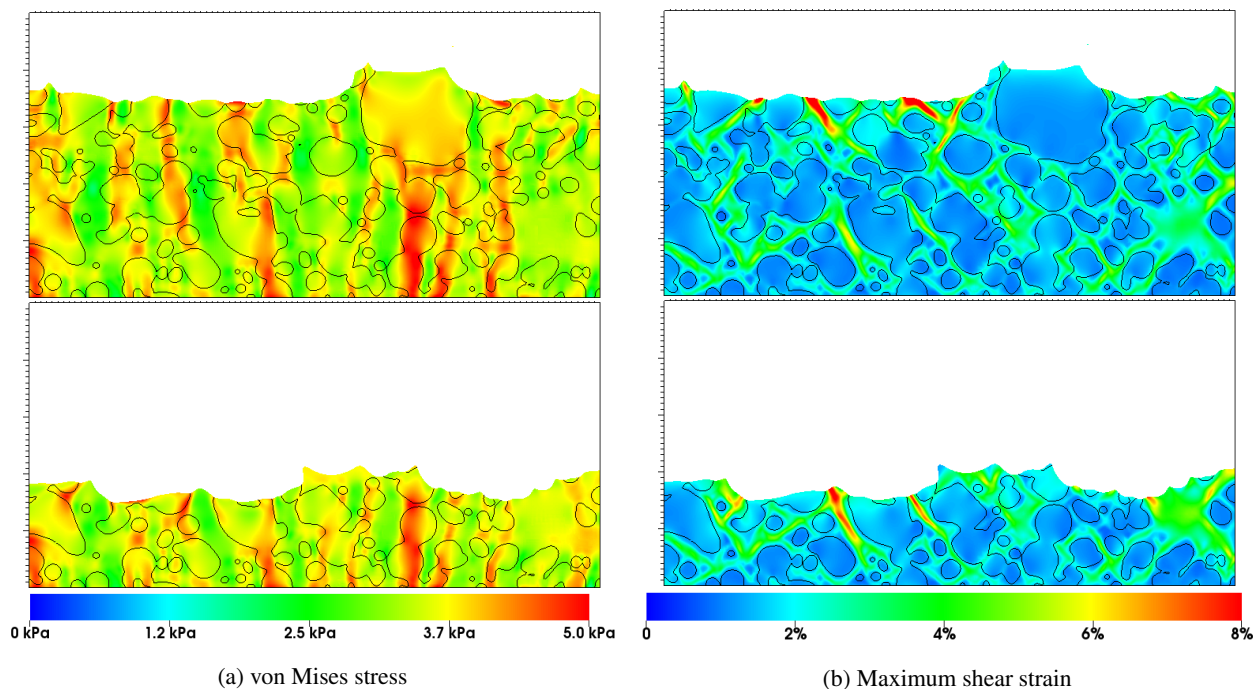 0 kPa 1.2 kPa 2.5 kPa 3.7 kPa 5.0 kPa
0 2% 4% 6% 8%
(a) von Mises stress
(b) Maximum shear strain